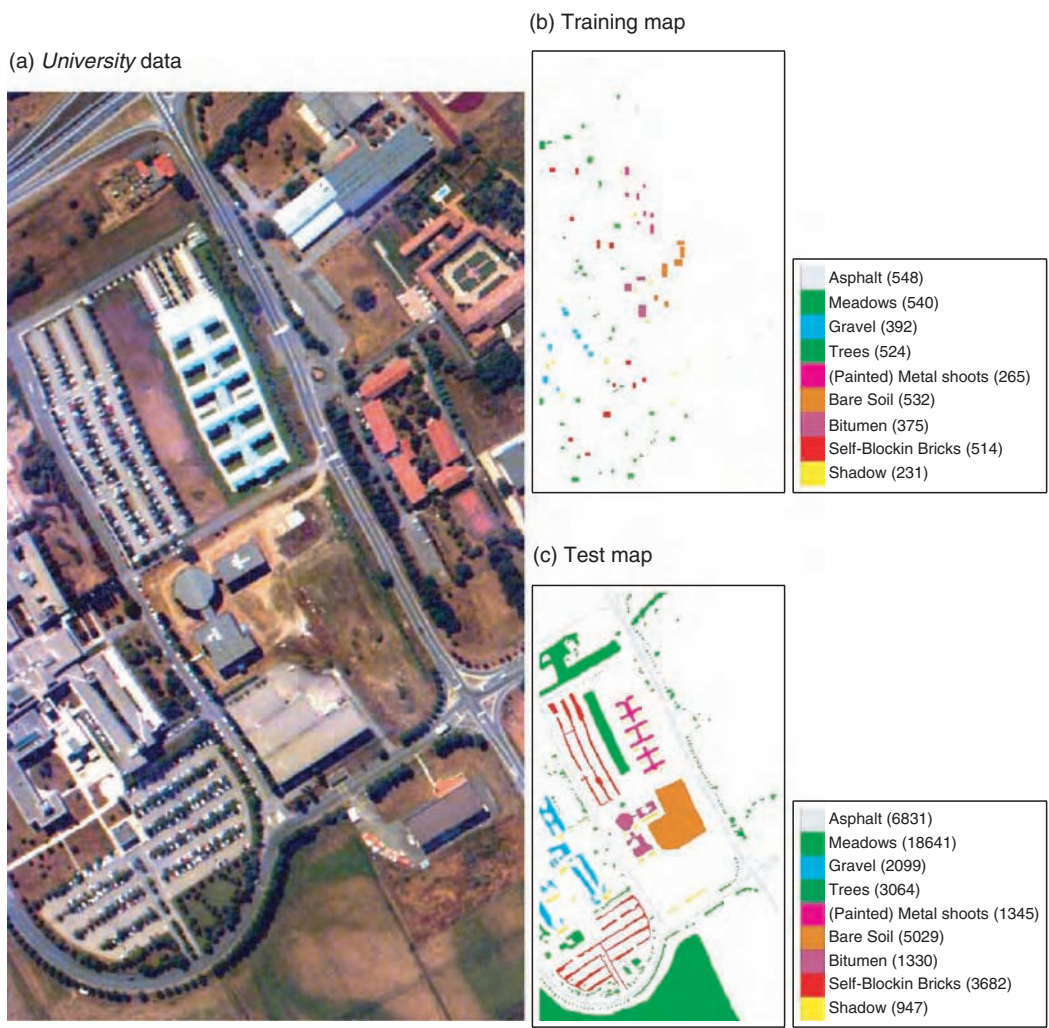 (a) University data
(b) Training map
Asphalt (548)
Meadows (540)
Gravel (392)
Trees (524)
(Painted) Metal shoots (265)
Bare Soil (532)
Bitumen (375)
Self-Blockin Bricks (514)
Shadow (231)
(c) Test map
Asphalt (6831)
Meadows (18641)
Gravel (2099)
Trees (3064)
(Painted) Metal shoots (1345)
Bare Soil (5029)
Bitumen (1330)
Self-Blockin Bricks (3682)
Shadow (947)